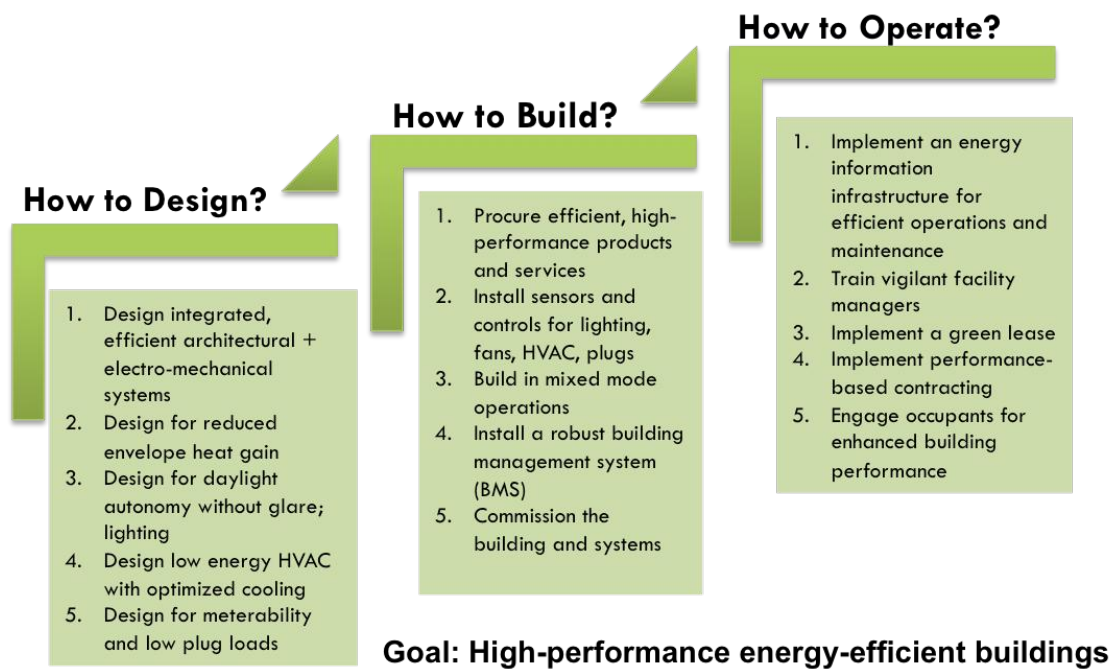 How to Design?
1. Design integrated,
efficient architectural +
electro-mechanical
systems
2. Design for reduced
envelope heat gain
3. Design for daylight
autonomy without glare;
lighting
4. Design low energy HVAC
with optimized cooling
5. Design for meterability
and low plug loads
How to Build?
1. Procure efficient, high-
performance products
and services
2. Install sensors and
controls for lighting,
fans, HVAC, plugs
3. Build in mixed mode
operations
4. Install a robust building
management system
(BMS)
5. Commission the
building and systems
How to Operate?
1. Implement an energy
information
infrastructure for
efficient operations and
maintenance
2. Train vigilant facility
managers
3. Implement a green lease
4. Implement performance-
based contracting
5. Engage occupants for
enhanced building
performance
Goal: High-performance energy-efficient buildings